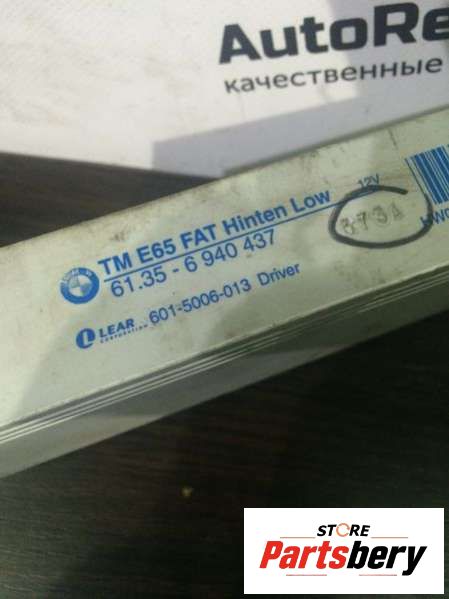 AutoRe
качественные
12V
TM E65 FAT Hinten Low
61.35 - 6 940 437
LEAR
CORPORATION
601-5006-013 Driver
STORE
Partsbery